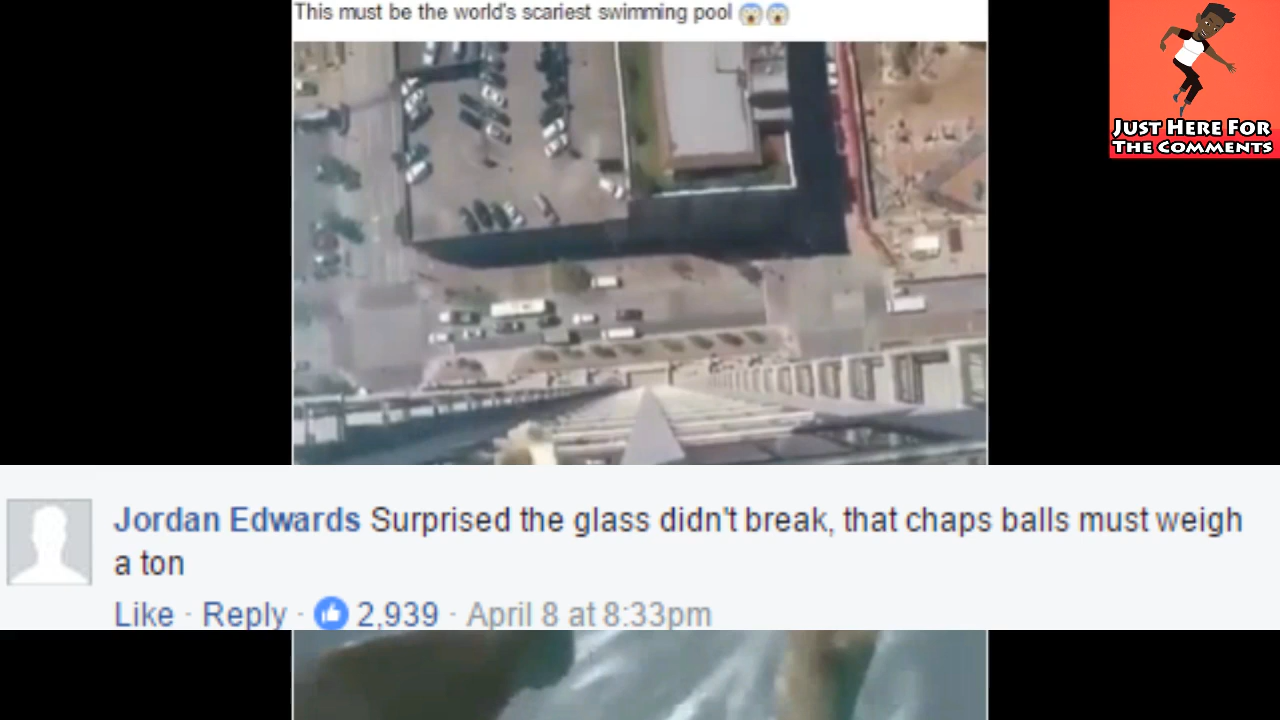 This must be the world's scariest swimming pool 😱😱
JUST HERE FOR
THE COMMENTS
Jordan Edwards Surprised the glass didn't break, that chaps balls must weigh
a ton
Like · Reply · 2,939 · April 8 at 8:33pm